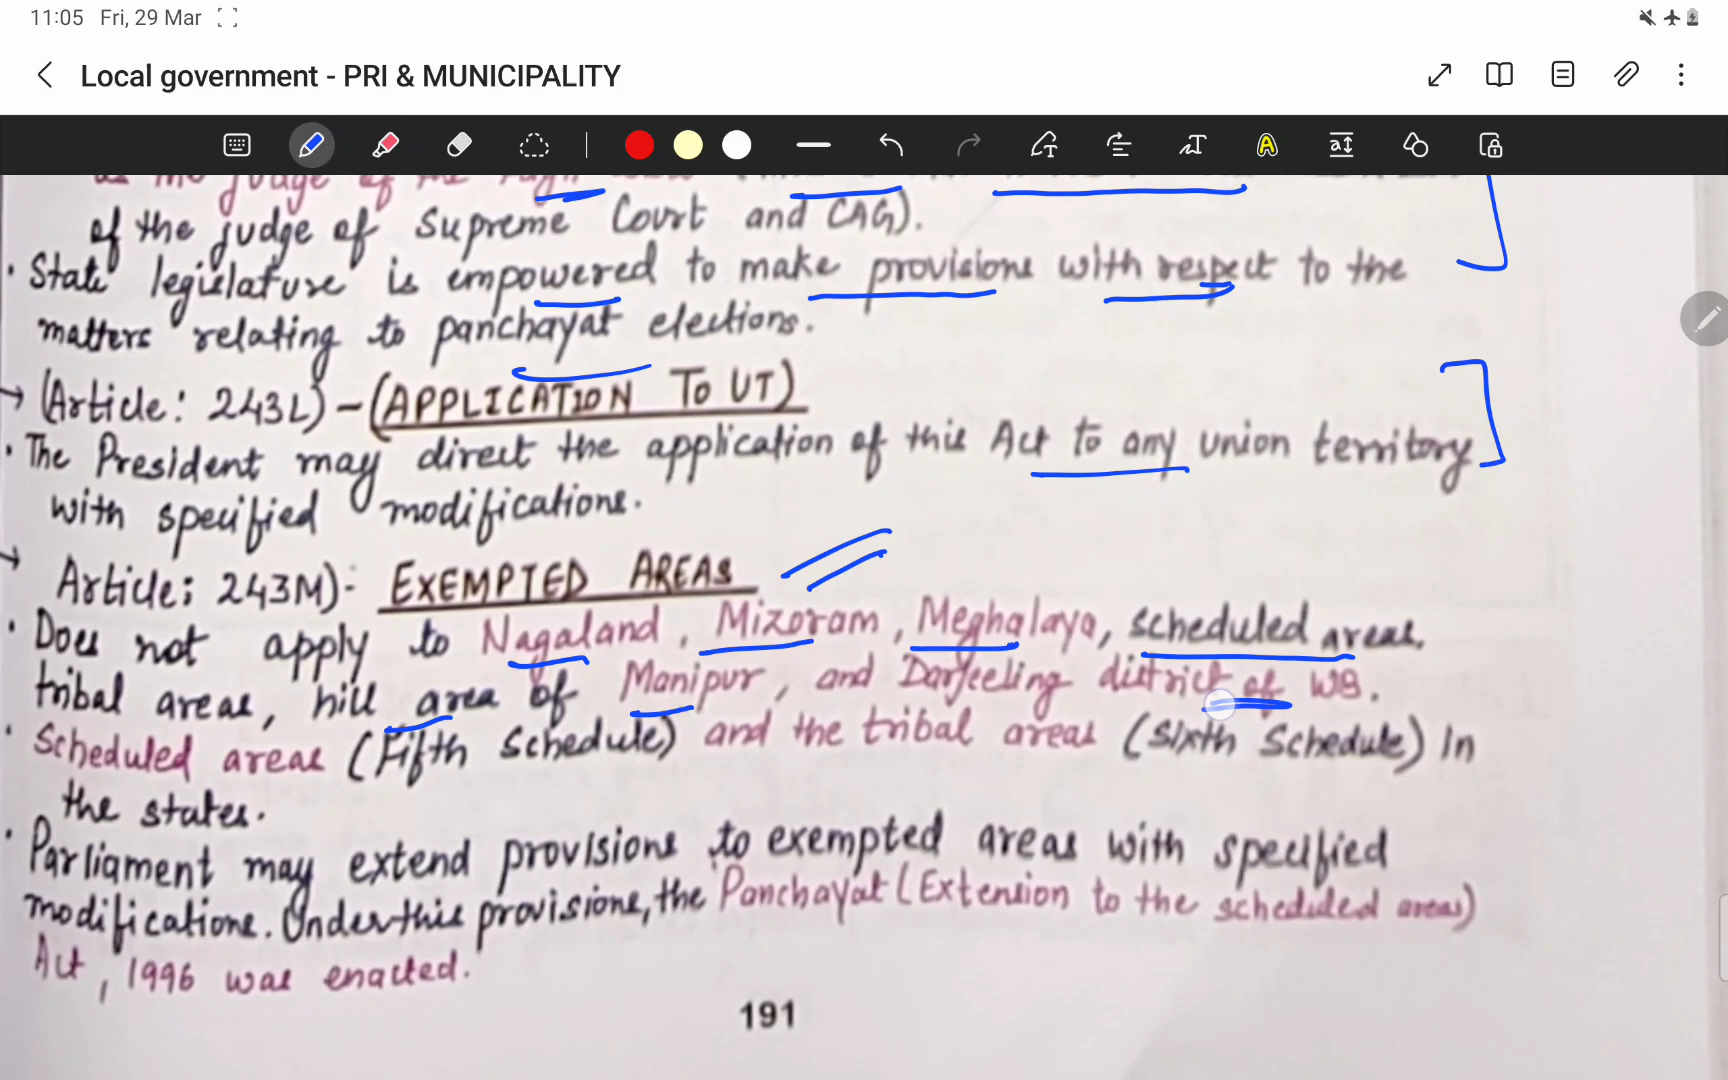 11:05 Fri, 29 Mar
Local government - PRI & MUNICIPALITY
as the judge of the High
of the judge of Supreme Court and CAG).
• State legislature is empowered to make provisions with respect to the
matters relating to panchayat elections.
→ (Article: 243L) - (APPLICATION TO UT)
• The President may direct the application of this Act to any union territory
with specified modifications.
→ Article: 243M): EXEMPTED AREAS
• Does not apply to Nagaland, Mizoram, Meghalaya, scheduled areas,
tribal areas, hill area of Manipur, and Darjeeling district of WB.
• Scheduled areas (Fifth Schedule) and the tribal areas (Sixth Schedule) in
the states.
• Parliament may extend provisions to exempted areas with specified
modifications. Under this provisions, the Panchayat (Extension to the scheduled areas)
Act, 1996 was enacted.
191